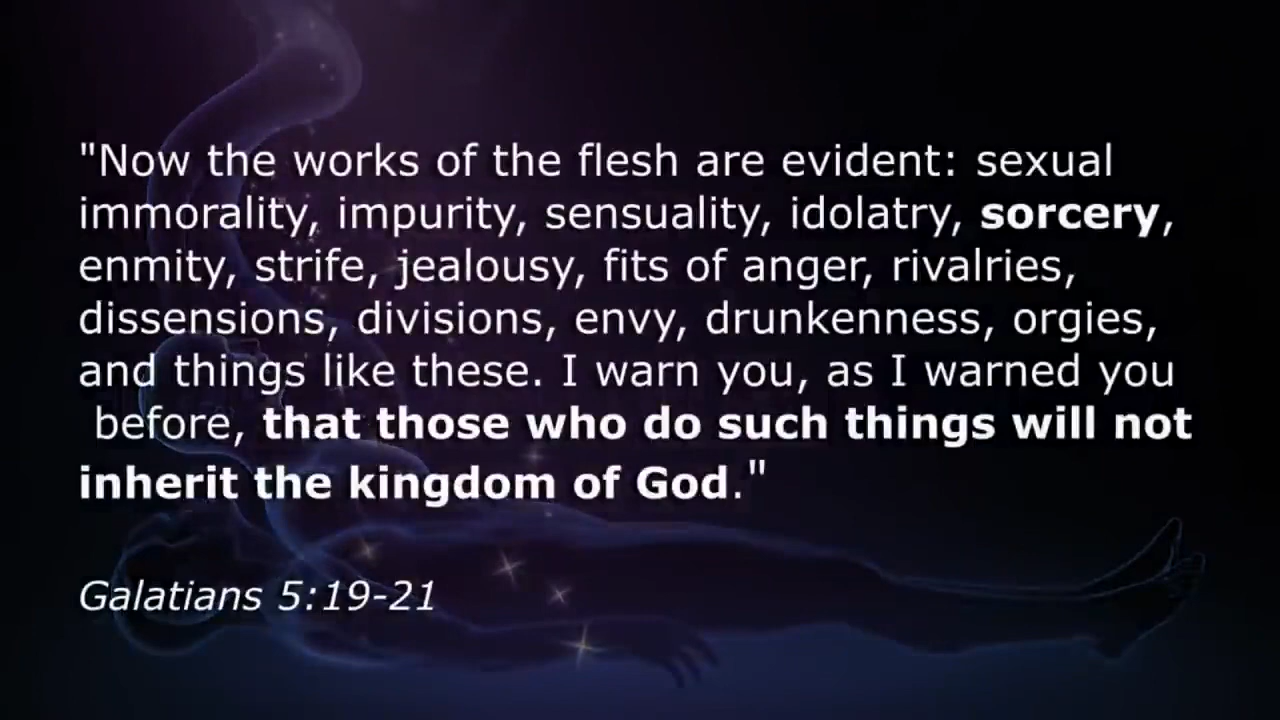 "Now the works of the flesh are evident: sexual
immorality, impurity, sensuality, idolatry, sorcery,
enmity, strife, jealousy, fits of anger, rivalries,
dissensions, divisions, envy, drunkenness, orgies,
and things like these. I warn you, as I warned you
before, that those who do such things will not
inherit the kingdom of God."
Galatians 5:19-21